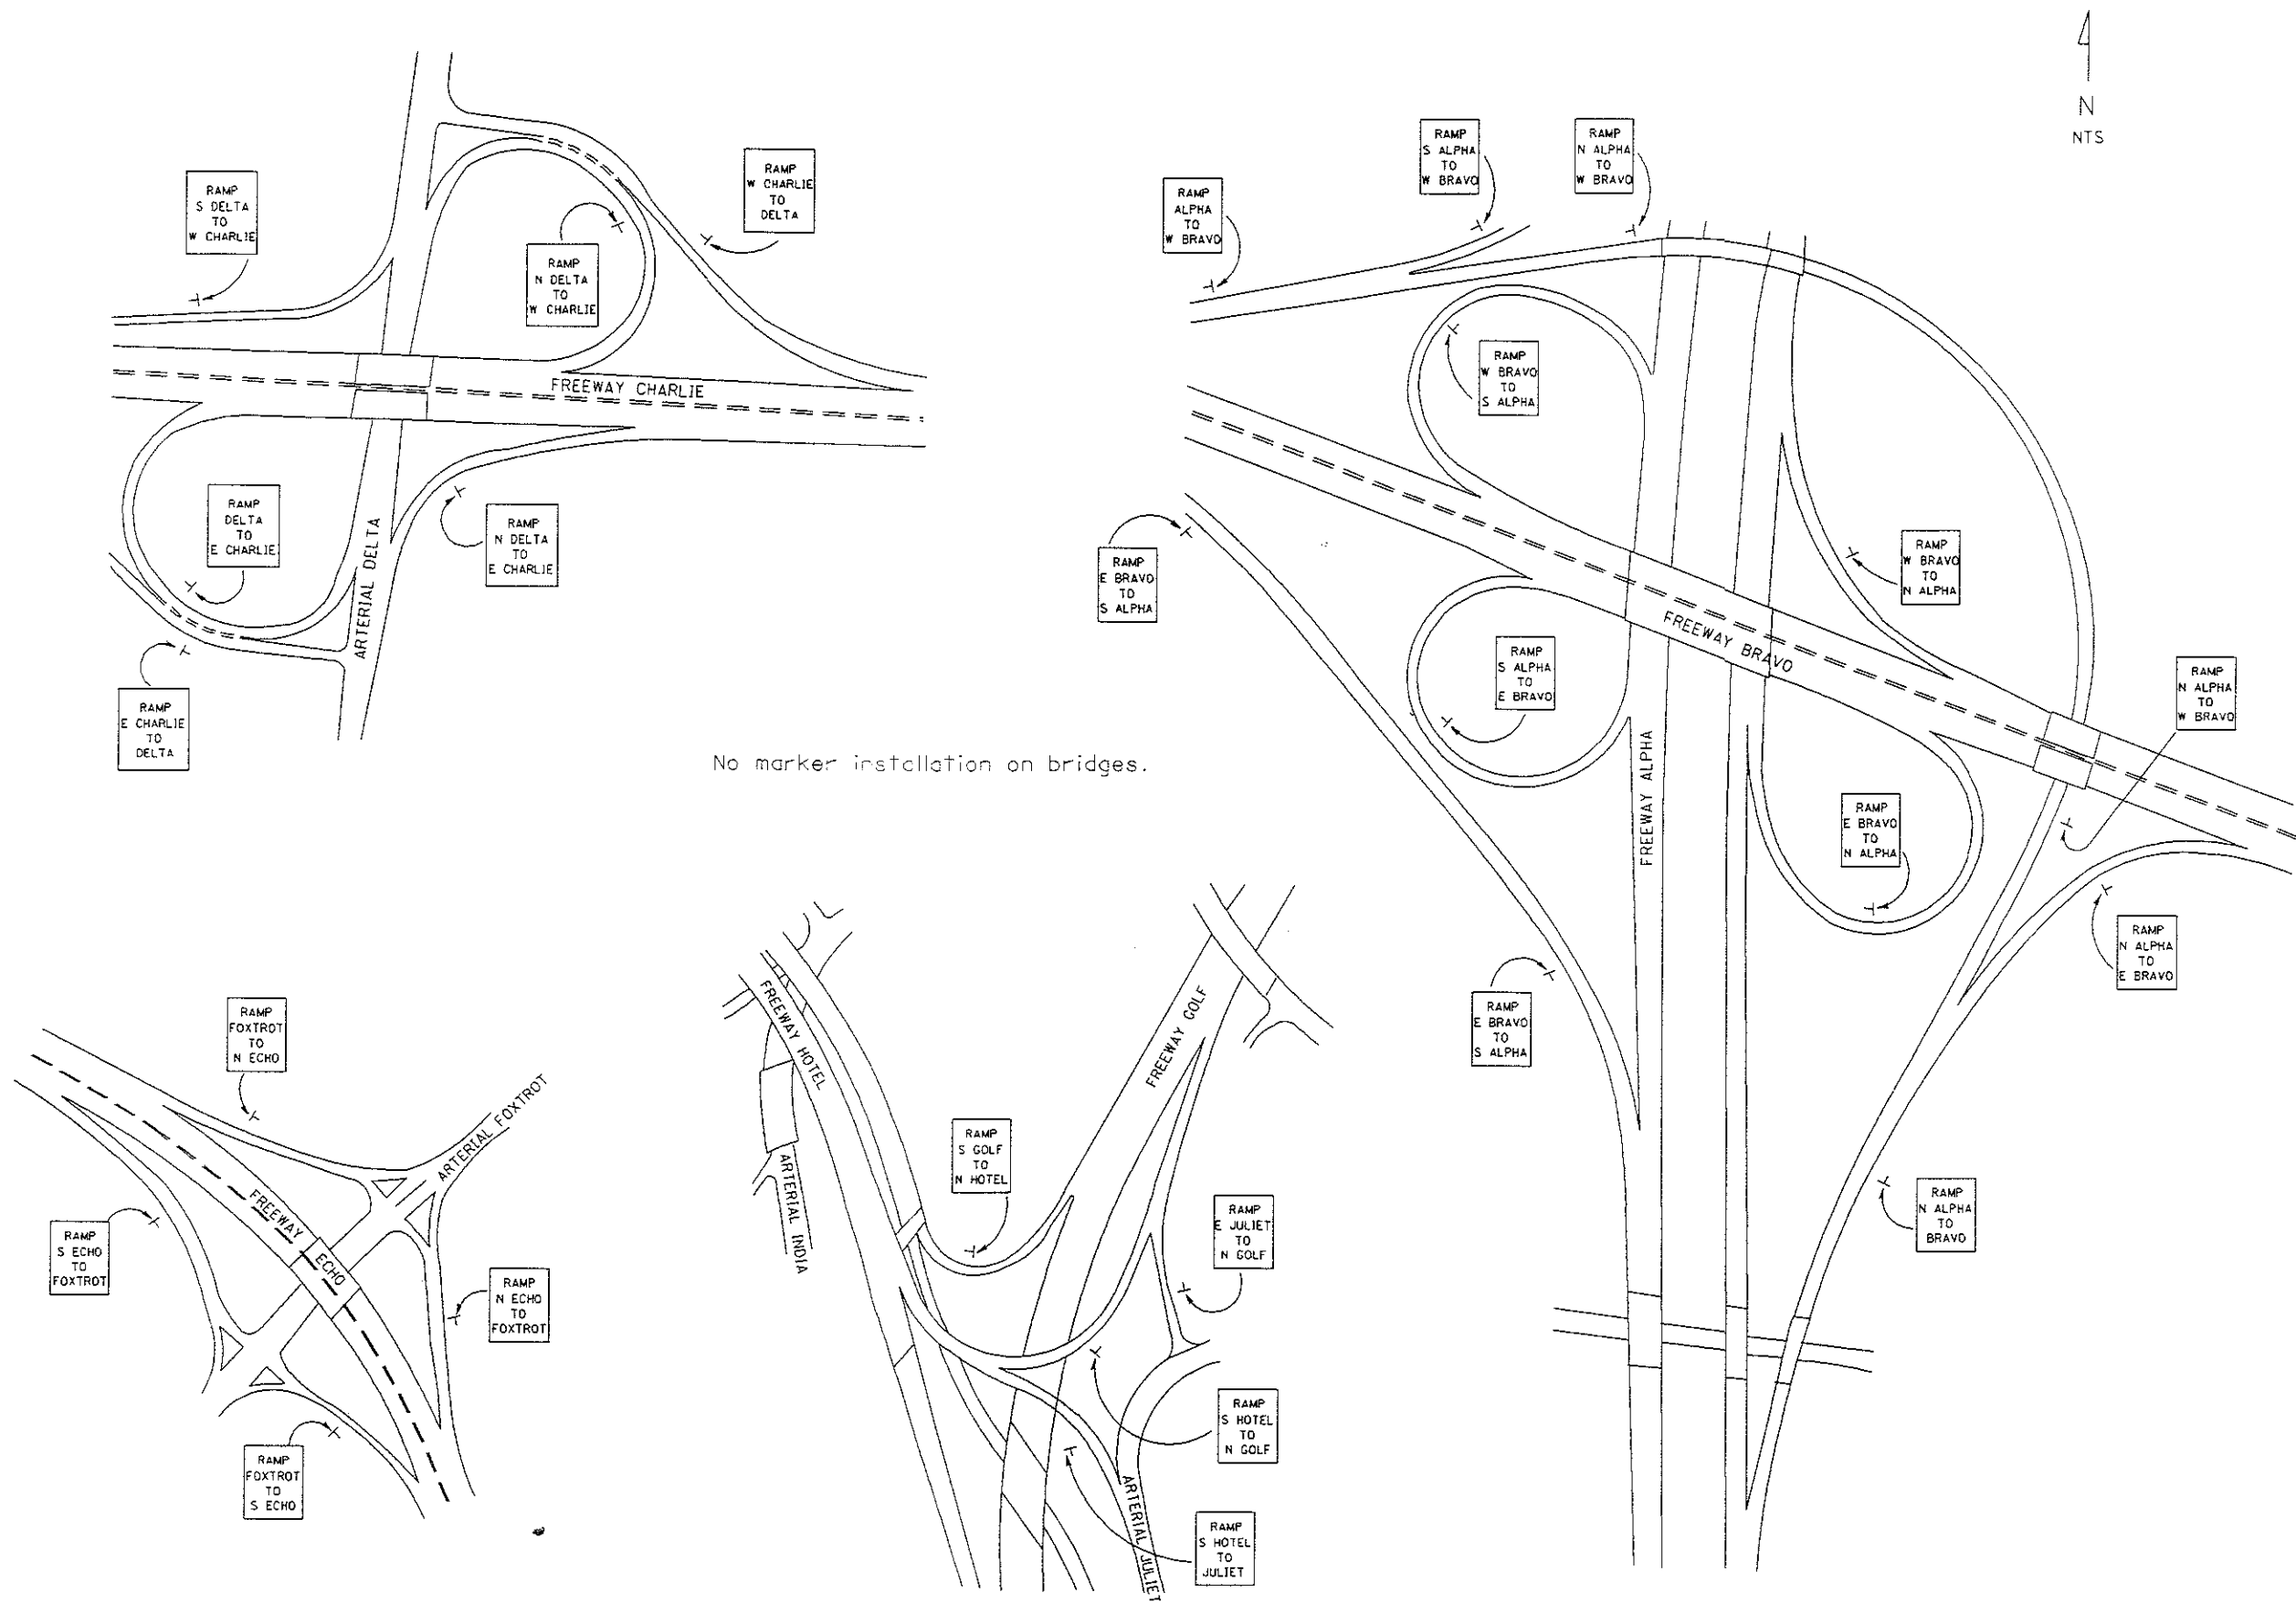 N
NTS
RAMP
S DELTA
TO
W CHARLIE
RAMP
W CHARLIE
TO
DELTA
RAMP
N DELTA
TO
W CHARLIE
FREEWAY CHARLIE
RAMP
DELTA
TO
E CHARLIE
ARTERIAL DELTA
RAMP
N DELTA
TO
E CHARLIE
RAMP
E CHARLIE
TO
DELTA
RAMP
S ALPHA
TO
W BRAVO
RAMP
N ALPHA
TO
W BRAVO
RAMP
ALPHA
TO
W BRAVO
RAMP
W BRAVO
TO
S ALPHA
RAMP
E BRAVO
TO
S ALPHA
RAMP
W BRAVO
TO
N ALPHA
FREEWAY BRAVO
RAMP
S ALPHA
TO
E BRAVO
RAMP
N ALPHA
TO
W BRAVO
FREEWAY ALPHA
RAMP
E BRAVO
TO
N ALPHA
RAMP
N ALPHA
TO
E BRAVO
RAMP
E BRAVO
TO
S ALPHA
RAMP
N ALPHA
TO
BRAVO
No marker installation on bridges.
RAMP
FOXTROT
TO
N ECHO
ARTERIAL FOXTROT
FREEWAY ECHO
RAMP
S ECHO
TO
FOXTROT
RAMP
N ECHO
TO
FOXTROT
RAMP
FOXTROT
TO
S ECHO
FREEWAY HOTEL
FREEWAY GOLF
ARTERIAL INDIA
RAMP
S GOLF
TO
N HOTEL
RAMP
E JULIET
TO
N GOLF
RAMP
S HOTEL
TO
N GOLF
ARTERIAL JULIET
RAMP
S HOTEL
TO
JULIET